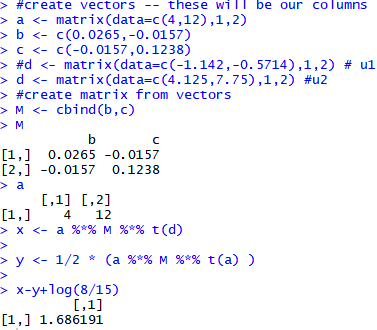 > #create vectors -- these will be our columns
> a <- matrix(data=c(4,12),1,2)
> b <- c(0.0265,-0.0157)
> c <- c(-0.0157,0.1238)
> #d <- matrix(data=c(-1.142,-0.5714),1,2) # u1
> d <- matrix(data=c(4.125,7.75),1,2) #u2
> #create matrix from vectors
> M <- cbind(b,c)
> M
b c
[1,] 0.0265 -0.0157
[2,] -0.0157 0.1238
> a
[,1] [,2]
[1,] 4 12
> x <- a %*% M %*% t(d)
>
> y <- 1/2 * (a %*% M %*% t(a) )
>
> x-y+log(8/15)
[,1]
[1,] 1.686191